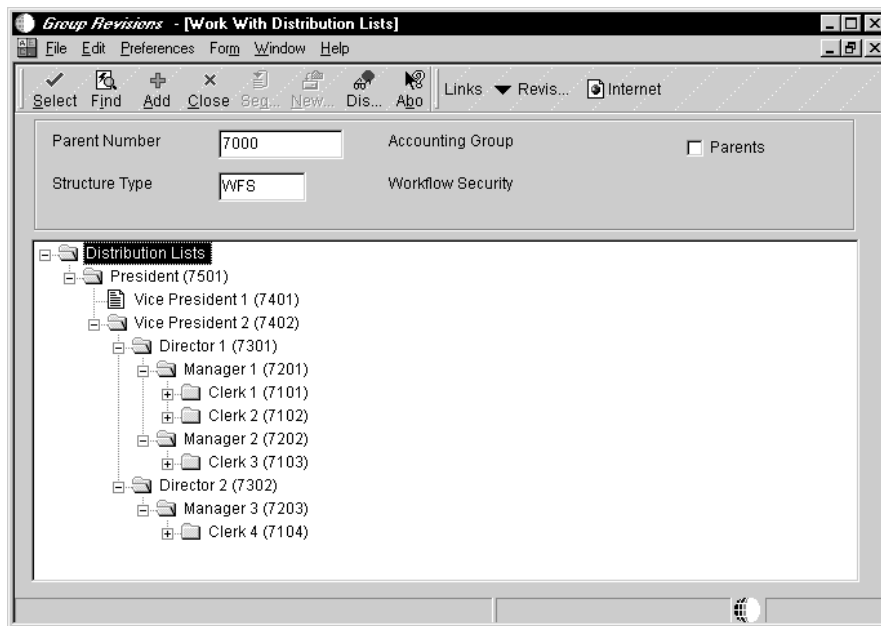 Group Revisions - [Work With Distribution Lists]
File Edit Preferences Form Window Help
Select Find Add Close Seq... New... Dis... Abo Links Revis... Internet
Parent Number 7000 Accounting Group Parents
Structure Type WFS Workflow Security
Distribution Lists
President (7501)
Vice President 1 (7401)
Vice President 2 (7402)
Director 1 (7301)
Manager 1 (7201)
Clerk 1 (7101)
Clerk 2 (7102)
Manager 2 (7202)
Clerk 3 (7103)
Director 2 (7302)
Manager 3 (7203)
Clerk 4 (7104)